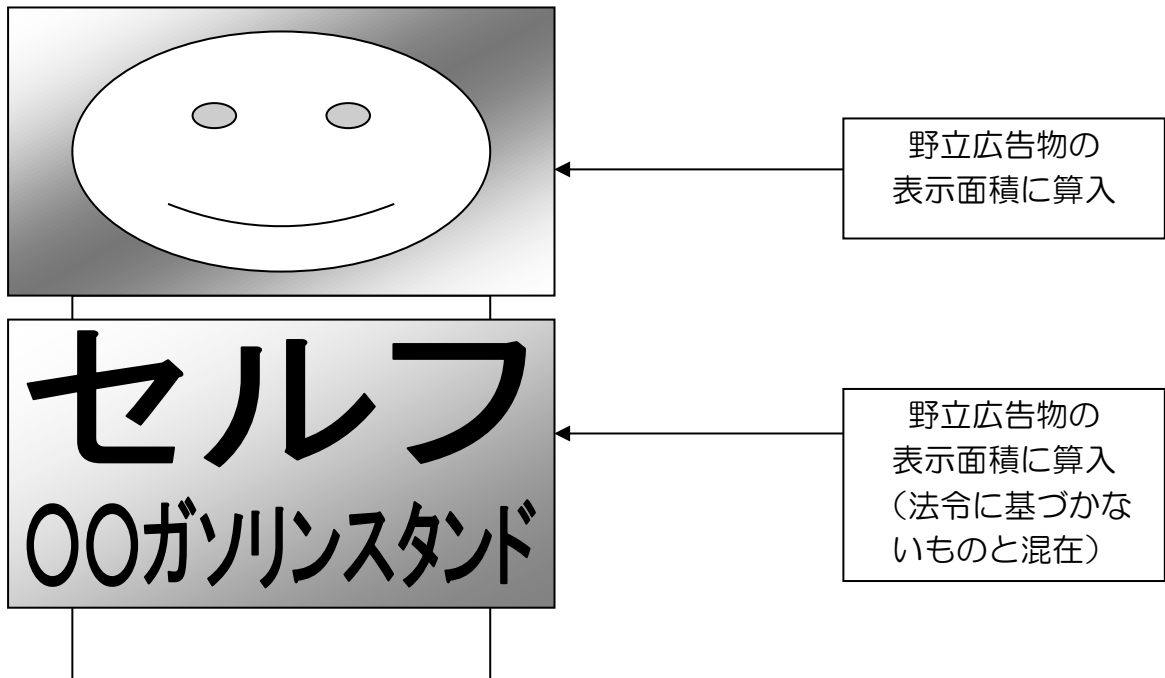 野立広告物の
表示面積に算入
セルフ
〇〇ガソリンスタンド
野立広告物の
表示面積に算入
（法令に基づかな
いものと混在）